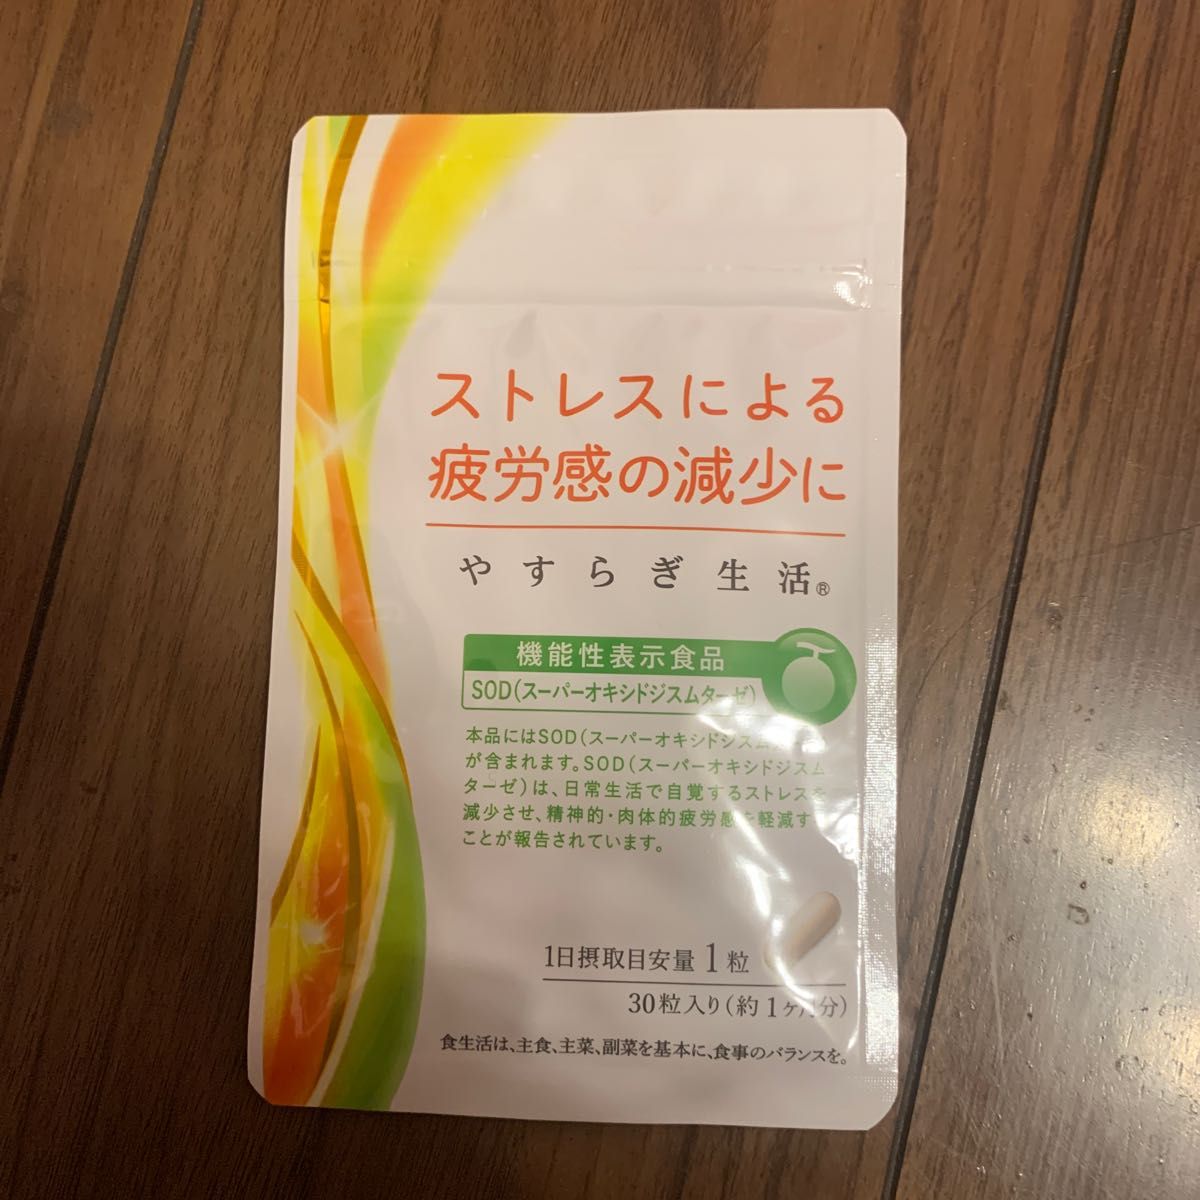 ストレスによる
疲労感の減少に
やすらぎ生活®
機能性表示食品
SOD(スーパーオキシドジスムターゼ)
本品にはSOD(スーパーオキシドジスム
が含まれます。SOD(スーパーオキシドジスム
ターゼ)は、日常生活で自覚するストレスを
減少させ、精神的・肉体的疲労感を軽減す
ことが報告されています。
1日摂取目安量 1粒
30粒入り(約1ヶ月分)
食生活は、主食、主菜、副菜を基本に、食事のバランスを。